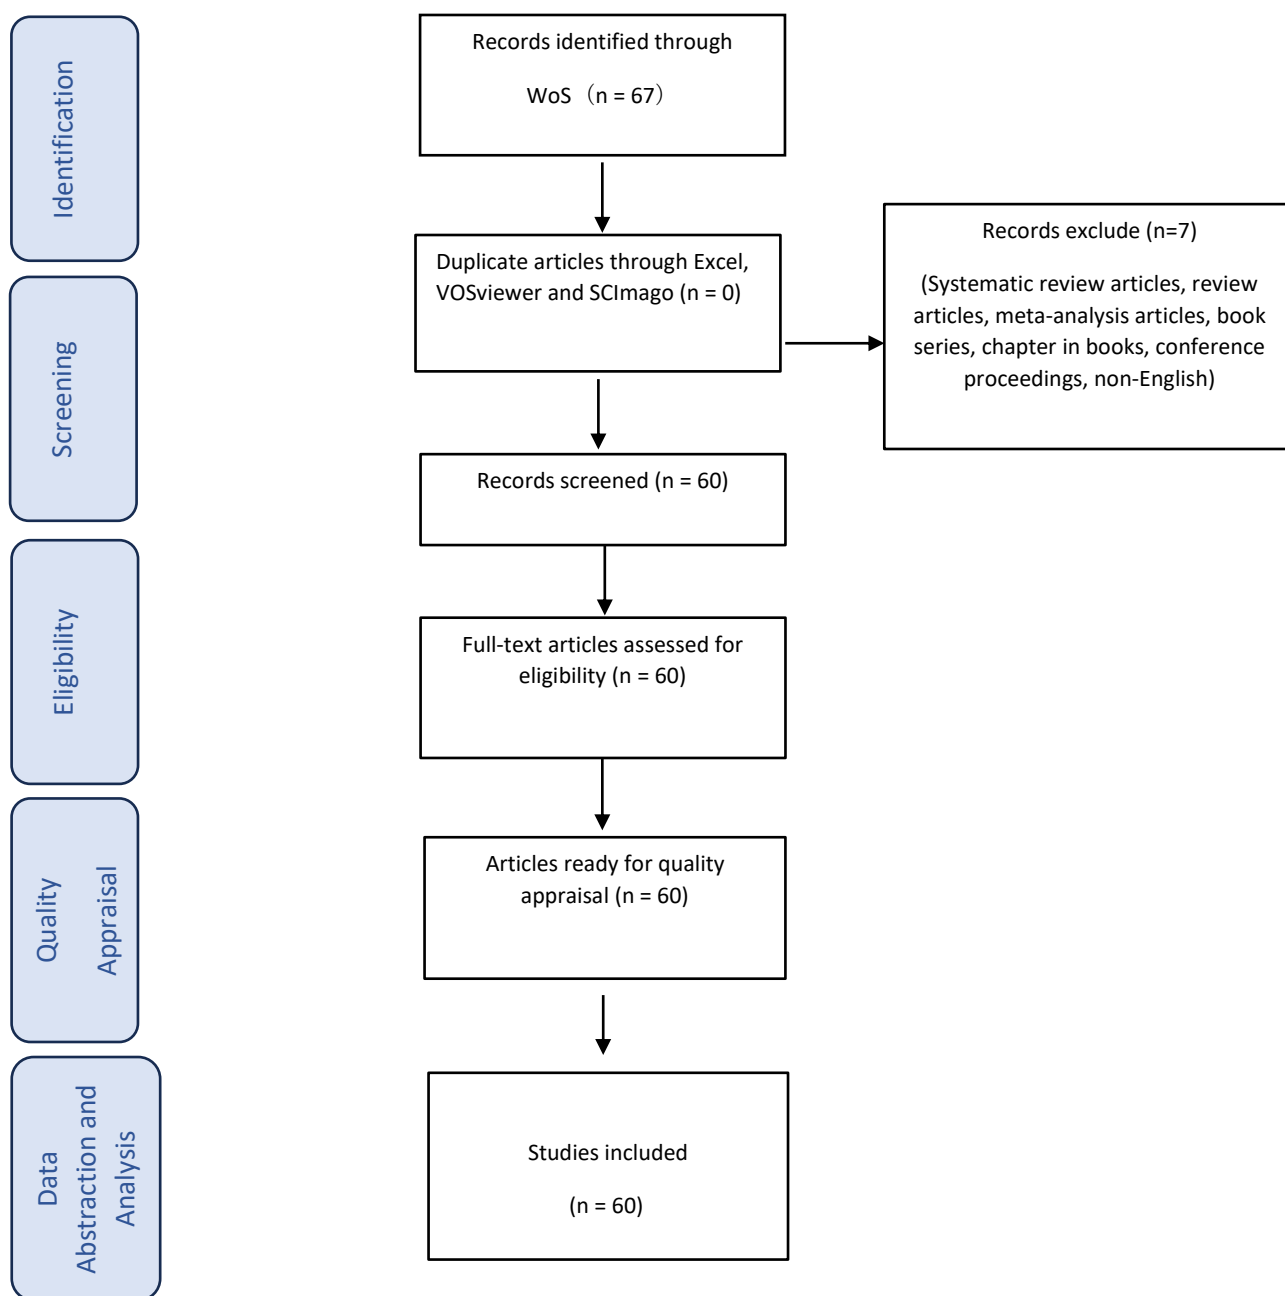 Identification
Records identified through
WoS（n = 67）
Duplicate articles through Excel,
VOSviewer and SCImago (n = 0)
Records exclude (n=7)
(Systematic review articles, review
articles, meta-analysis articles, book
series, chapter in books, conference
proceedings, non-English)
Screening
Records screened (n = 60)
Eligibility
Full-text articles assessed for
eligibility (n = 60)
Quality
Appraisal
Articles ready for quality
appraisal (n = 60)
Data
Abstraction and
Analysis
Studies included
(n = 60)